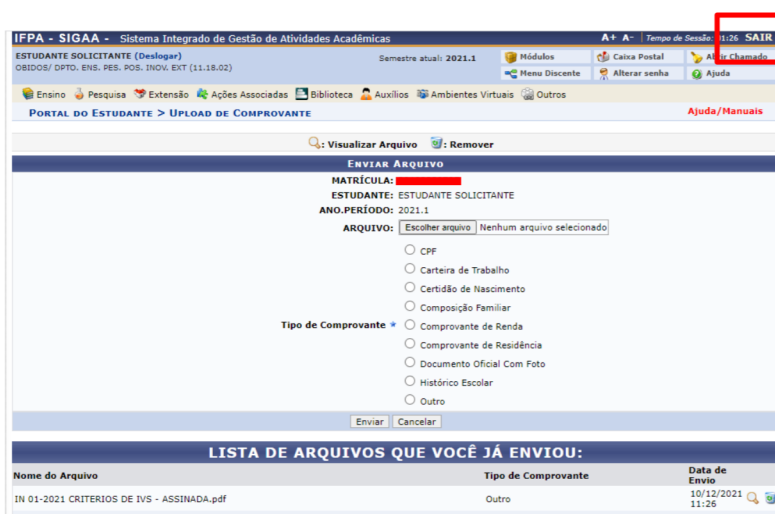 IFPA - SIGAA - Sistema Integrado de Gestão de Atividades Acadêmicas A+ A- Tempo de Sessão: 01:26 SAIR
ESTUDANTE SOLICITANTE (Deslogar) Semestre atual: 2021.1 Módulos Caixa Postal Abrir Chamado
OBIDOS/ DPTO. ENS. PES. POS. INOV. EXT (11.18.02) Menu Discente Alterar senha Ajuda
Ensino Pesquisa Extensão Ações Associadas Biblioteca Auxílios Ambientes Virtuais Outros
PORTAL DO ESTUDANTE > UPLOAD DE COMPROVANTE Ajuda/Manuais
: Visualizar Arquivo : Remover
ENVIAR ARQUIVO
MATRÍCULA:
ESTUDANTE: ESTUDANTE SOLICITANTE
ANO.PERÍODO: 2021.1
ARQUIVO: Escolher arquivo Nenhum arquivo selecionado
CPF
Carteira de Trabalho
Certidão de Nascimento
Composição Familiar
Tipo de Comprovante * Comprovante de Renda
Comprovante de Residência
Documento Oficial Com Foto
Histórico Escolar
Outro
Enviar Cancelar
LISTA DE ARQUIVOS QUE VOCÊ JÁ ENVIOU:
Nome do Arquivo Tipo de Comprovante Data de Envio
IN 01-2021 CRITERIOS DE IVS - ASSINADA.pdf Outro 10/12/2021 11:26